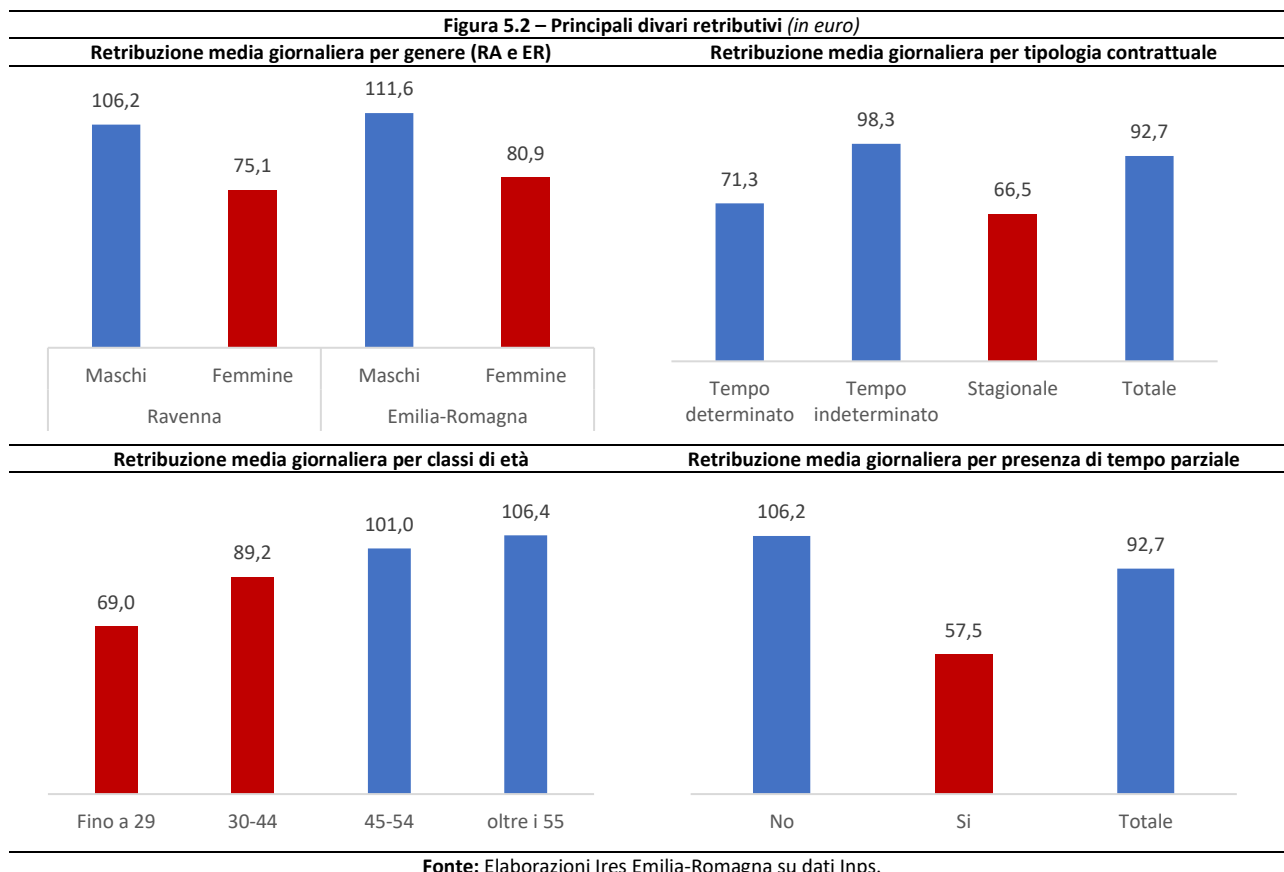 Figura 5.2 – Principali divari retributivi (in euro)
Retribuzione media giornaliera per genere (RA e ER)
106,2
75,1
111,6
80,9
Maschi
Femmine
Maschi
Femmine
Ravenna
Emilia-Romagna
Retribuzione media giornaliera per tipologia contrattuale
71,3
98,3
66,5
92,7
Tempo
determinato
Tempo
indeterminato
Stagionale
Totale
Retribuzione media giornaliera per classi di età
69,0
89,2
101,0
106,4
Fino a 29
30-44
45-54
oltre i 55
Retribuzione media giornaliera per presenza di tempo parziale
106,2
57,5
92,7
No
Si
Totale
Fonte: Elaborazioni Ires Emilia-Romagna su dati Inps.